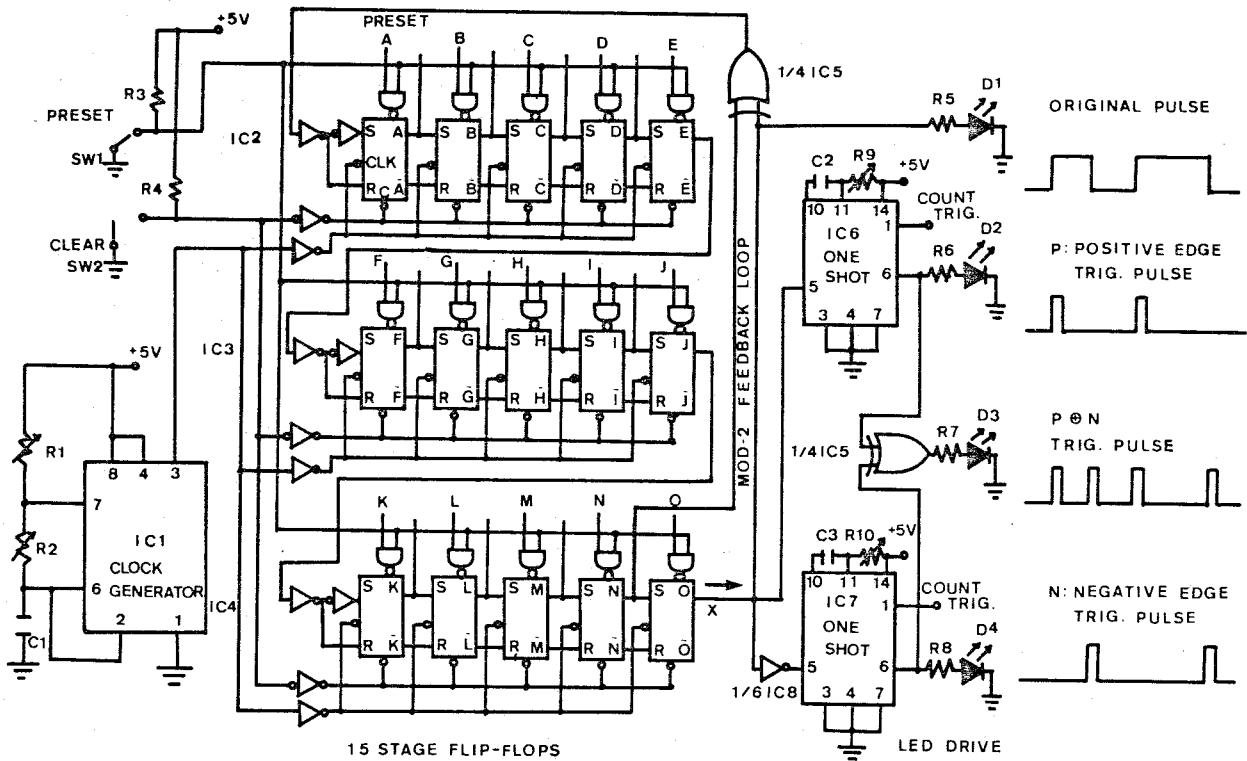 PRESET
+5V
A B C D E
1/4 IC5
R3
PRESET
SW1
R4
CLEAR
SW2
IC2
S A S B S C S D S E
CLK
R C Ā R B̄ R C̄ R D̄ R Ē
R5 D1
ORIGINAL PULSE
C2 R9 +5V
10 11 14
1
COUNT
TRIG.
IC6
ONE
SHOT
5
6
3 4 7
R6 D2
P: POSITIVE EDGE
TRIG. PULSE
F G H I J
IC3
S F S G S H S I S J
R F̄ R Ḡ R H̄ R Ī R J̄
MOD-2 FEEDBACK LOOP
+5V
R1
R2
C1
8 4 3
7
6
2 1
IC1
CLOCK
GENERATOR
IC4
1/4IC5
R7 D3
P ⊕ N
TRIG. PULSE
K L M N O
S K S L S M S N S O
R K̄ R L̄ R M̄ R N̄ R Ō
X
C3 R10 +5V
10 11 14
IC7
1
COUNT
TRIG.
ONE
SHOT
5
6
3 4 7
1/6IC8
R8 D4
N: NEGATIVE EDGE
TRIG. PULSE
15 STAGE FLIP-FLOPS
LED DRIVE